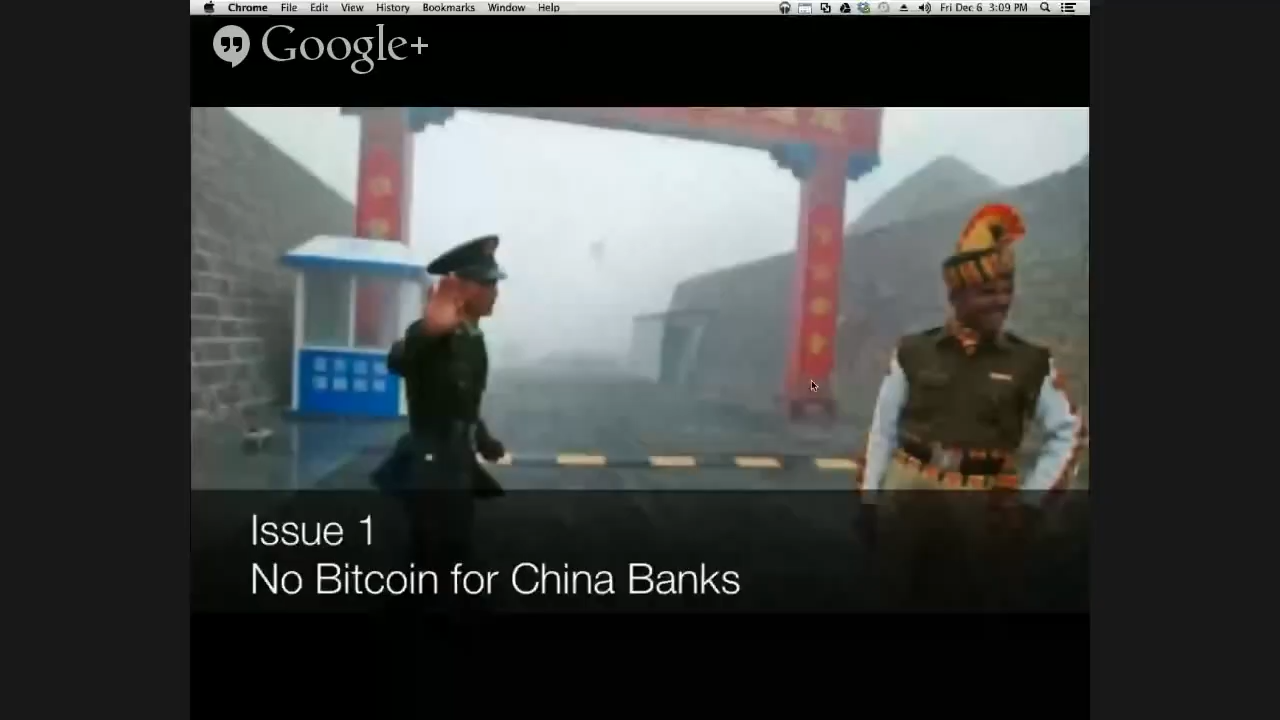 Chrome File Edit View History Bookmarks Window Help Fri Dec 6 3:09 PM
Google+
Issue 1
No Bitcoin for China Banks